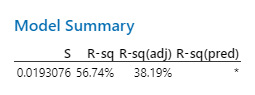 Model Summary
S R-sq R-sq(adj) R-sq(pred)
0.0193076 56.74% 38.19% *